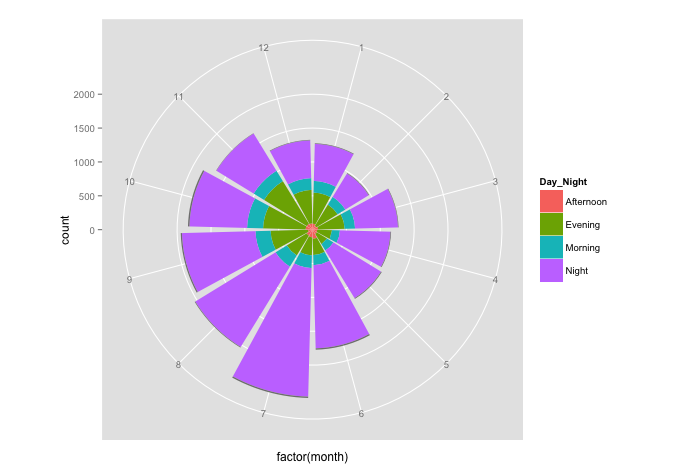 12
1
11
2
2000
1500
1000
500
0
10
3
count
9
4
8
5
7
6
factor(month)
Day_Night
Afternoon
Evening
Morning
Night